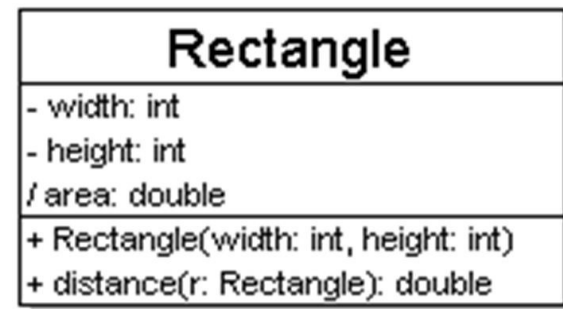 Rectangle
- width: int
- height: int
/ area: double
+ Rectangle(width: int, height: int)
+ distance(r: Rectangle): double